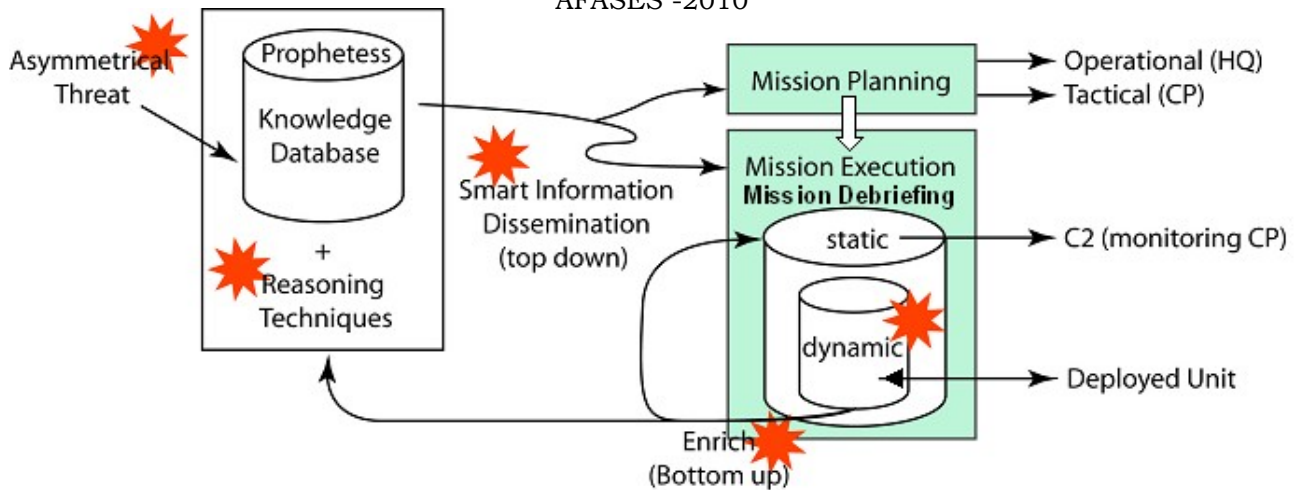 AFASES -2010
Asymmetrical
Threat
Prophetess
Knowledge
Database
+
Reasoning
Techniques
Smart Information
Dissemination
(top down)
Mission Planning
Operational (HQ)
Tactical (CP)
Mission Execution
Mission Debriefing
static
C2 (monitoring CP)
dynamic
Deployed Unit
Enrich
(Bottom up)